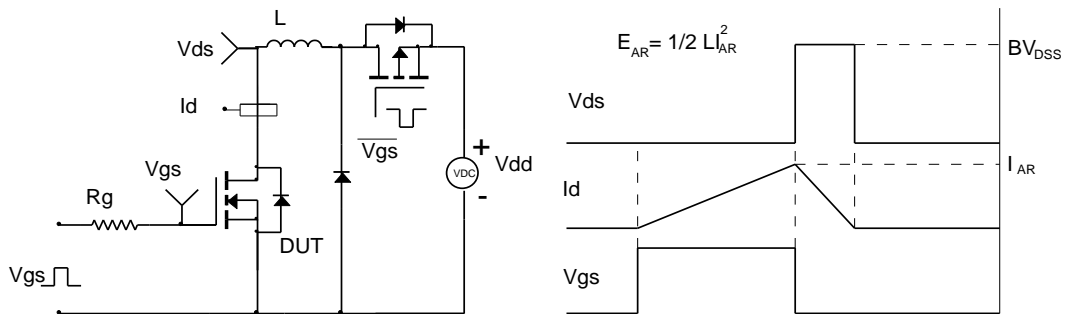 L
Vds
Id
Vgs
Vgs
Rg
DUT
VDC
+
-
Vdd
Vgs
E_AR = 1/2 LI_AR^2
BV_DSS
Vds
I_AR
Id
Vgs